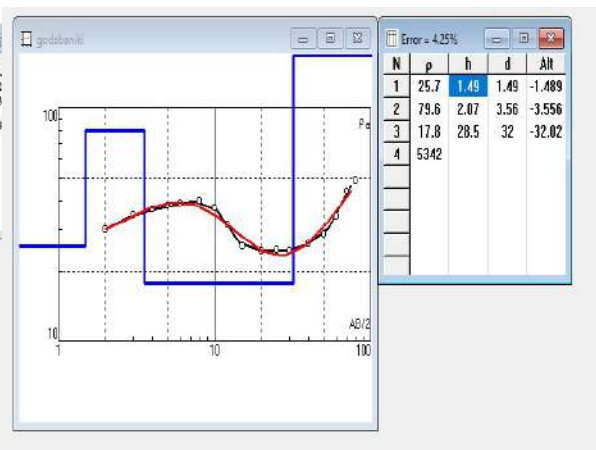 godabaniki
Error = 4.25%
N ρ h d Alt
1 25.7 1.49 1.49 -1.489
2 79.6 2.07 3.56 -3.556
3 17.8 28.5 32 -32.02
4 5342
100
ρa
10
AB/2
1 10 100